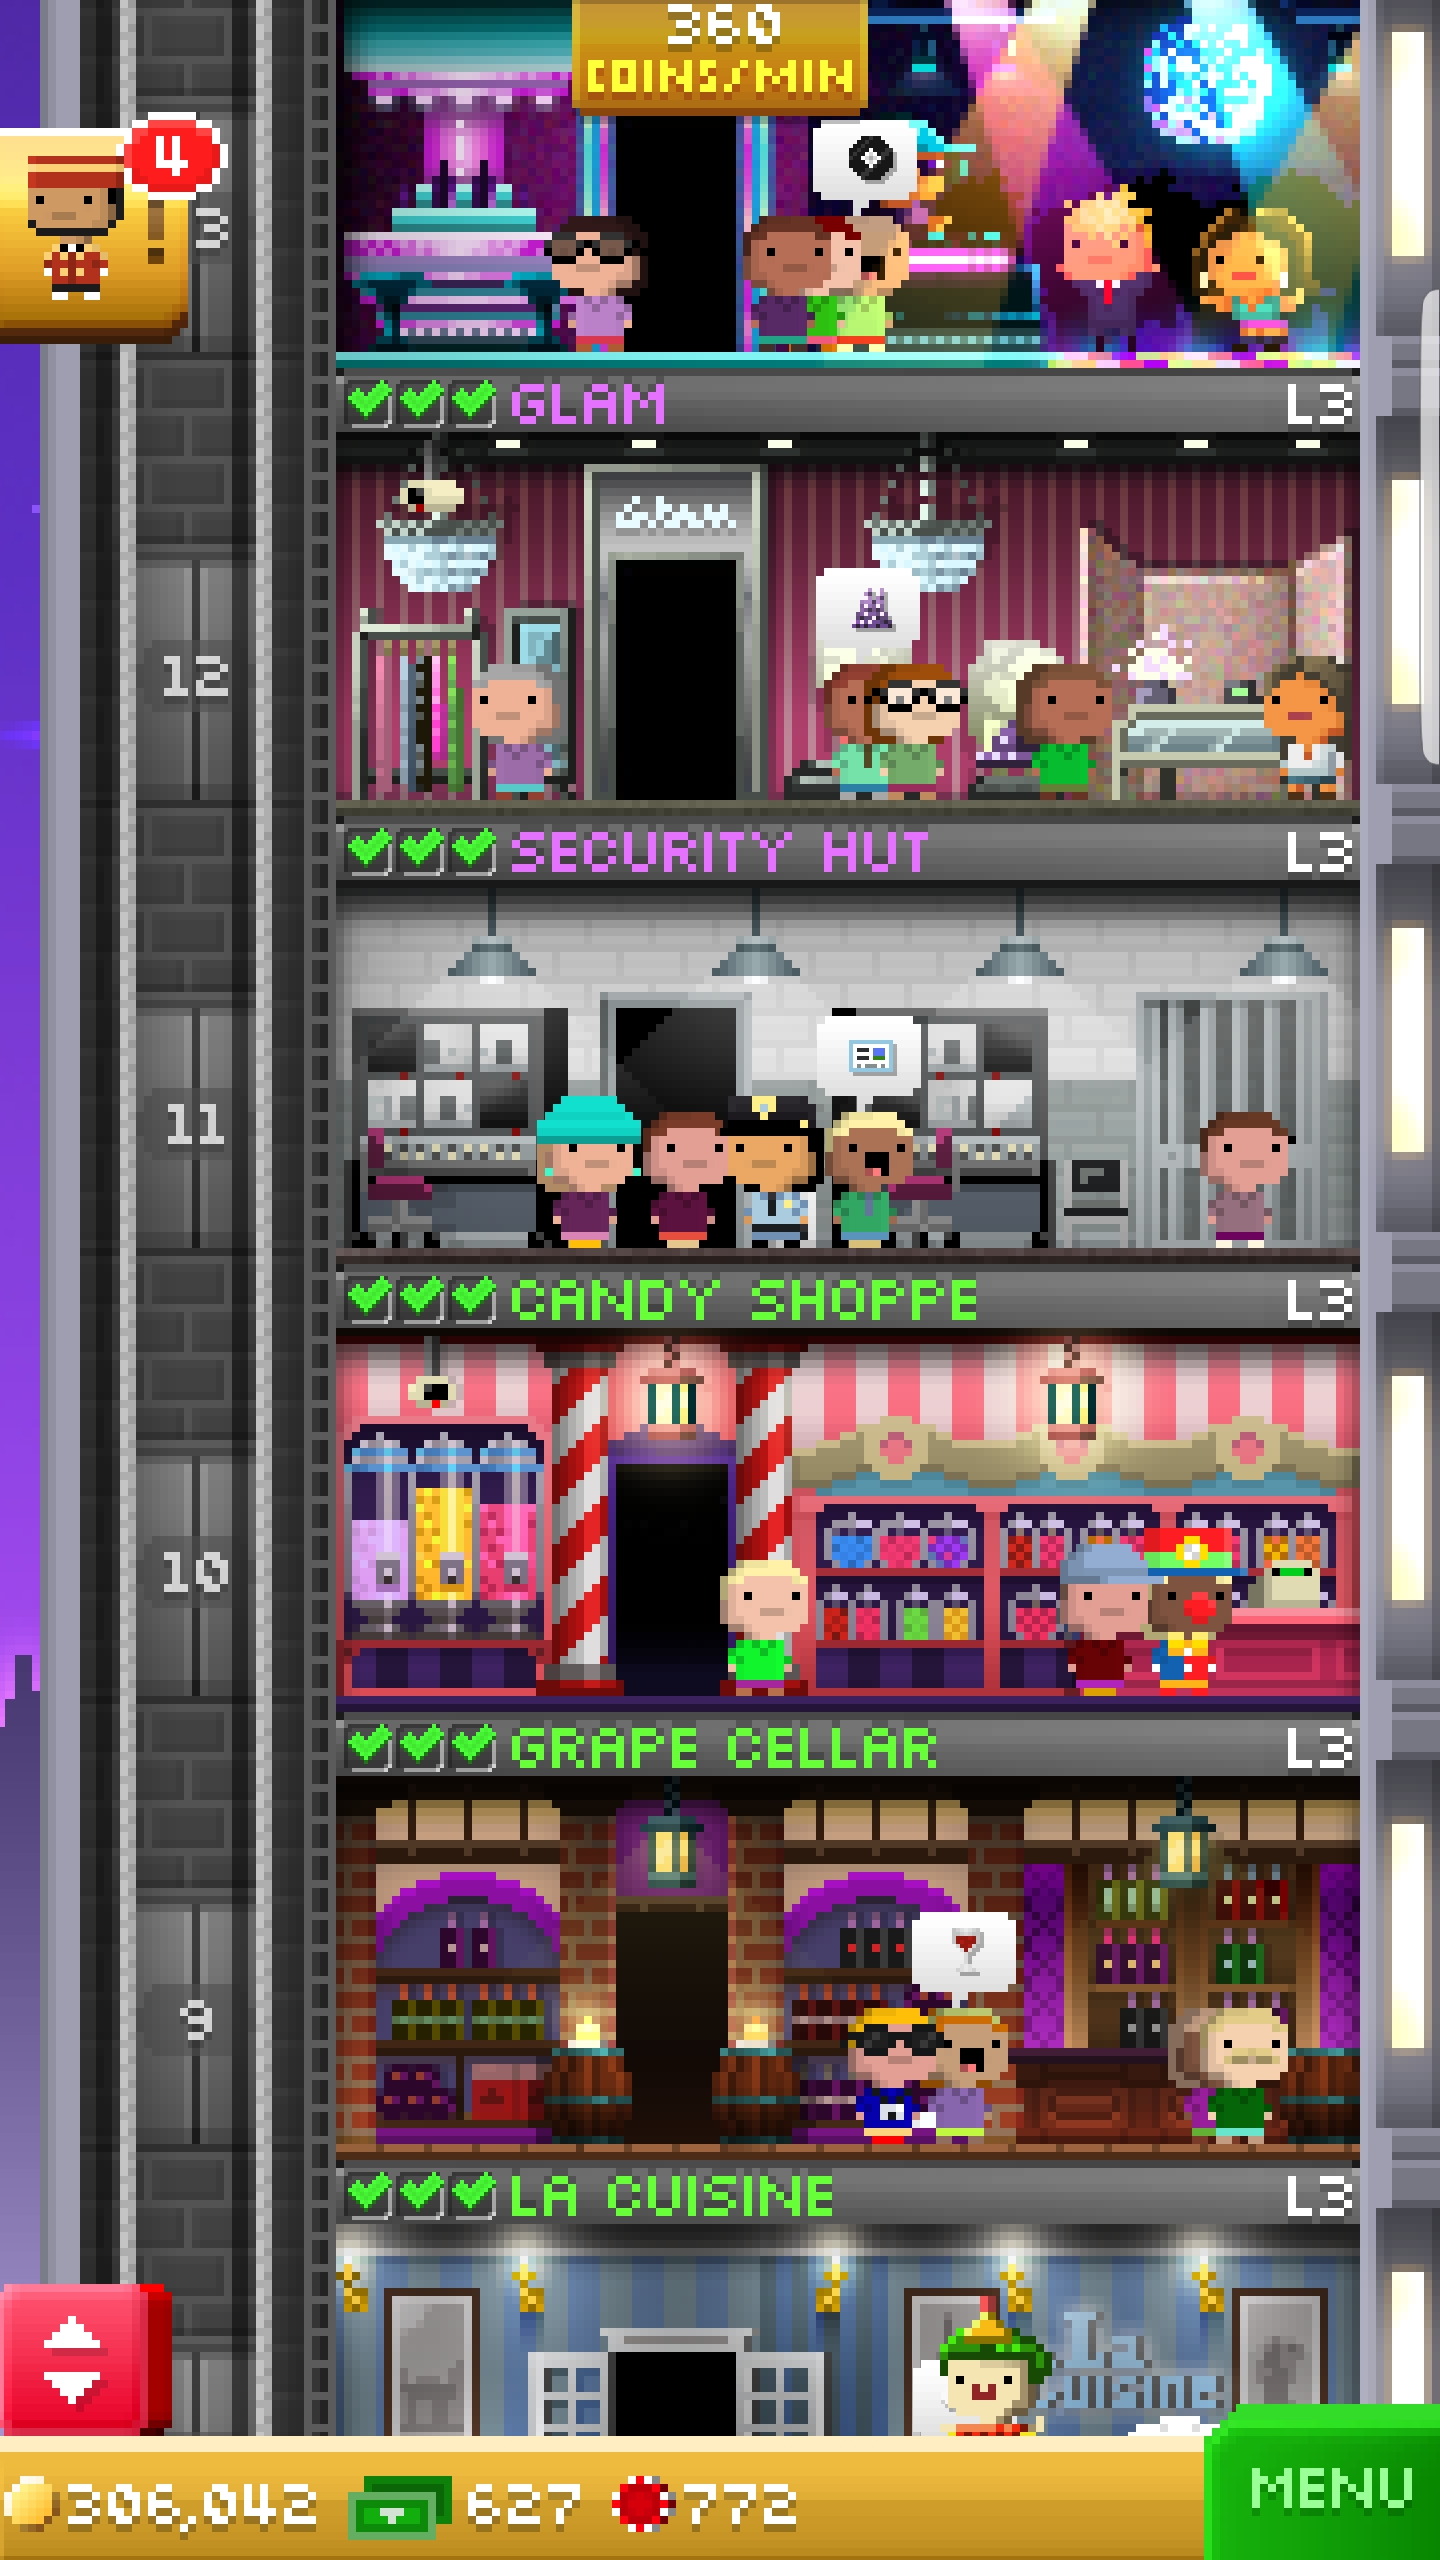 360
COINS/MIN
4
!
3
GLAM L3
Glam
12
SECURITY HUT L3
11
CANDY SHOPPE L3
10
GRAPE CELLAR L3
9
LA CUISINE L3
La
Cuisine
306,042 627 772
MENU